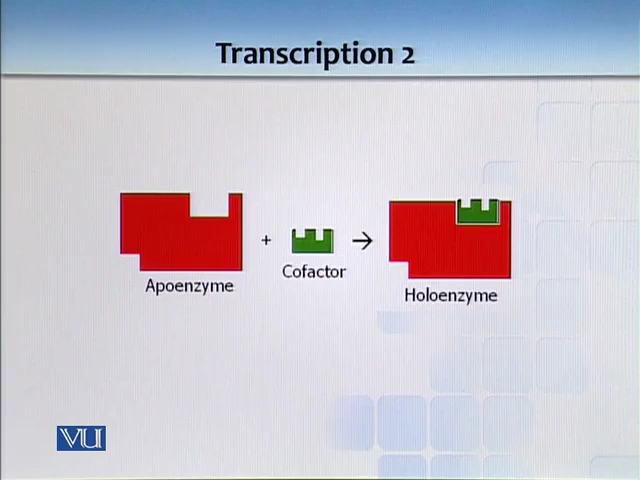 Transcription 2
+
→
Apoenzyme
Cofactor
Holoenzyme
VU